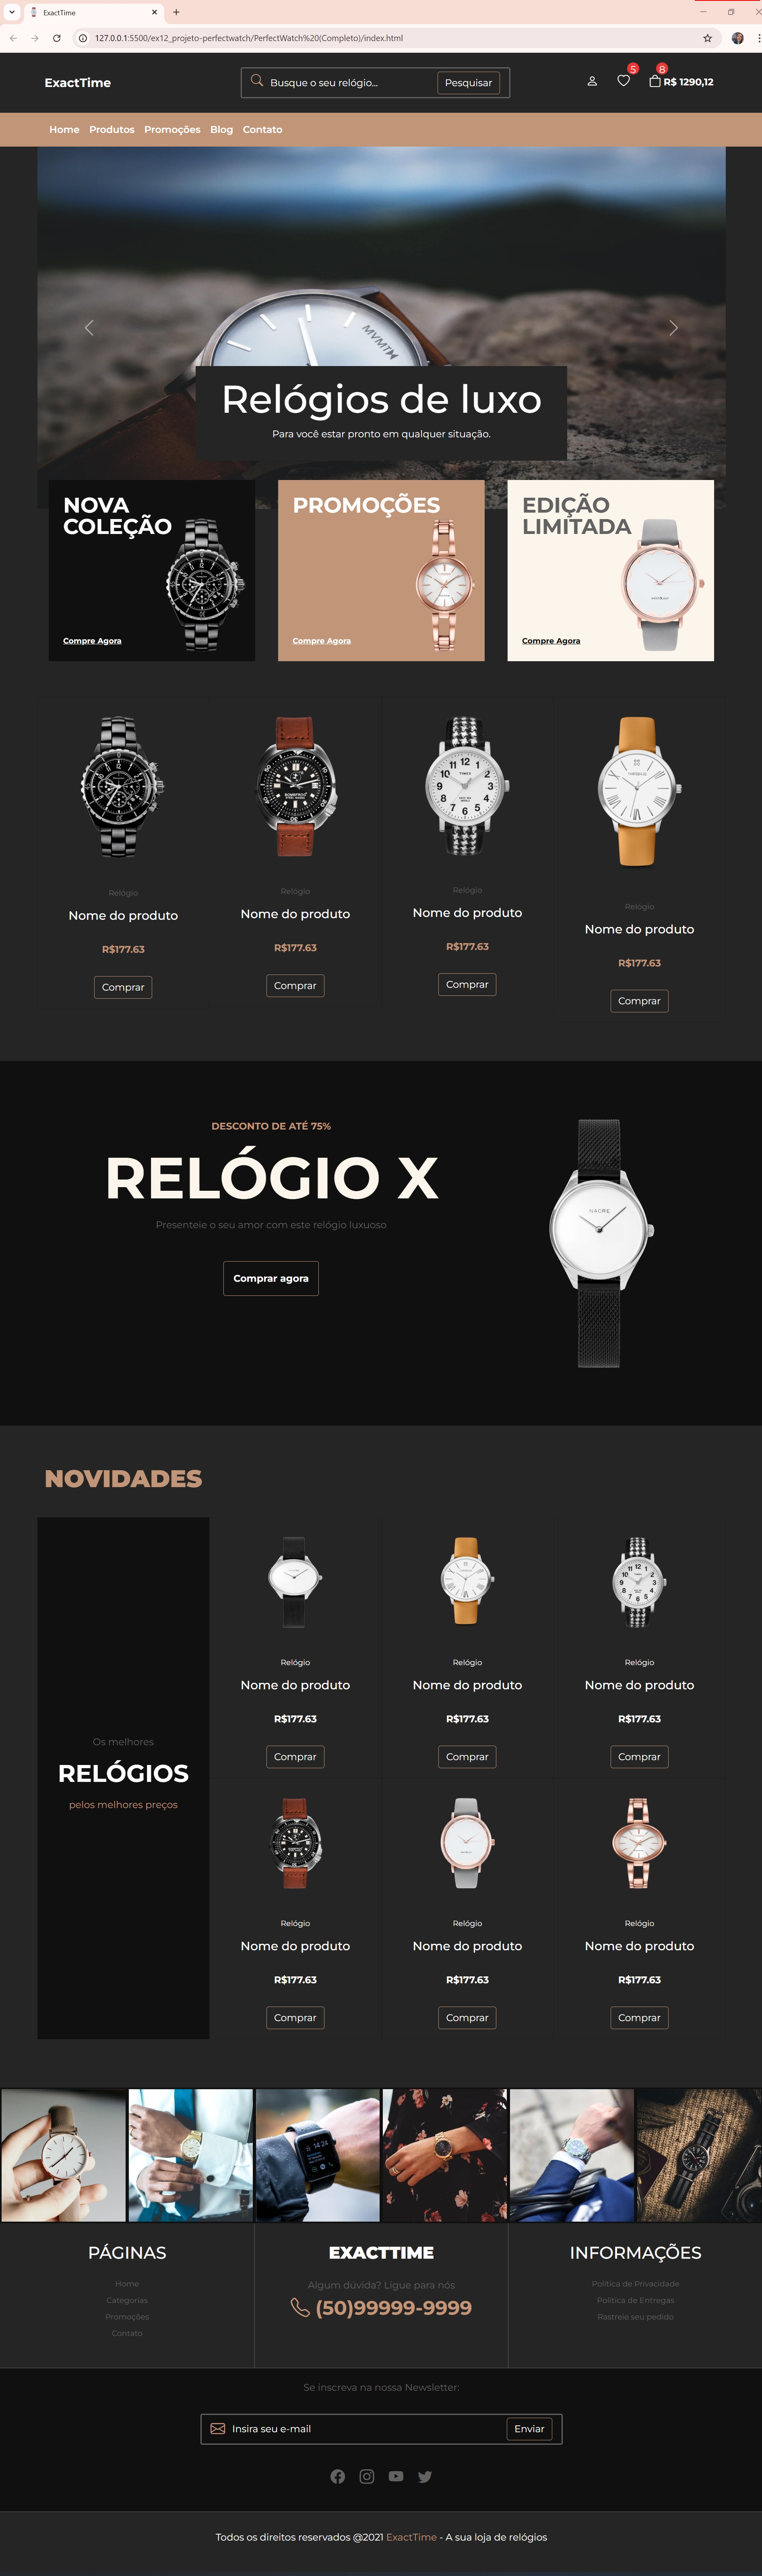 ExactTime
127.0.0.1:5500/ex12_projeto-perfectwatch/PerfectWatch%20(Completo)/index.html
ExactTime
Busque o seu relógio...
Pesquisar
5
8
R$ 1290,12
Home Produtos Promoções Blog Contato
MVMTH
Relógios de luxo
Para você estar pronto em qualquer situação.
NOVA
COLEÇÃO
Compre Agora
PROMOÇÕES
Compre Agora
EDIÇÃO
LIMITADA
Compre Agora
Relógio
Nome do produto
R$177.63
Comprar
Relógio
Nome do produto
R$177.63
Comprar
TIMEX
Relógio
Nome do produto
R$177.63
Comprar
Relógio
Nome do produto
R$177.63
Comprar
DESCONTO DE ATÉ 75%
RELÓGIO X
Presenteie o seu amor com este relógio luxuoso
Comprar agora
NACRE
NOVIDADES
Os melhores
RELÓGIOS
pelos melhores preços
Relógio
Nome do produto
R$177.63
Comprar
Relógio
Nome do produto
R$177.63
Comprar
Relógio
Nome do produto
R$177.63
Comprar
Relógio
Nome do produto
R$177.63
Comprar
Relógio
Nome do produto
R$177.63
Comprar
Relógio
Nome do produto
R$177.63
Comprar
PÁGINAS
Home
Categorias
Promoções
Contato
EXACTTIME
Algum dúvida? Ligue para nós
(50)99999-9999
INFORMAÇÕES
Politica de Privacidade
Politica de Entregas
Rastreie seu pedido
Se inscreva na nossa Newsletter:
Insira seu e-mail
Enviar
Todos os direitos reservados @2021 ExactTime - A sua loja de relógios